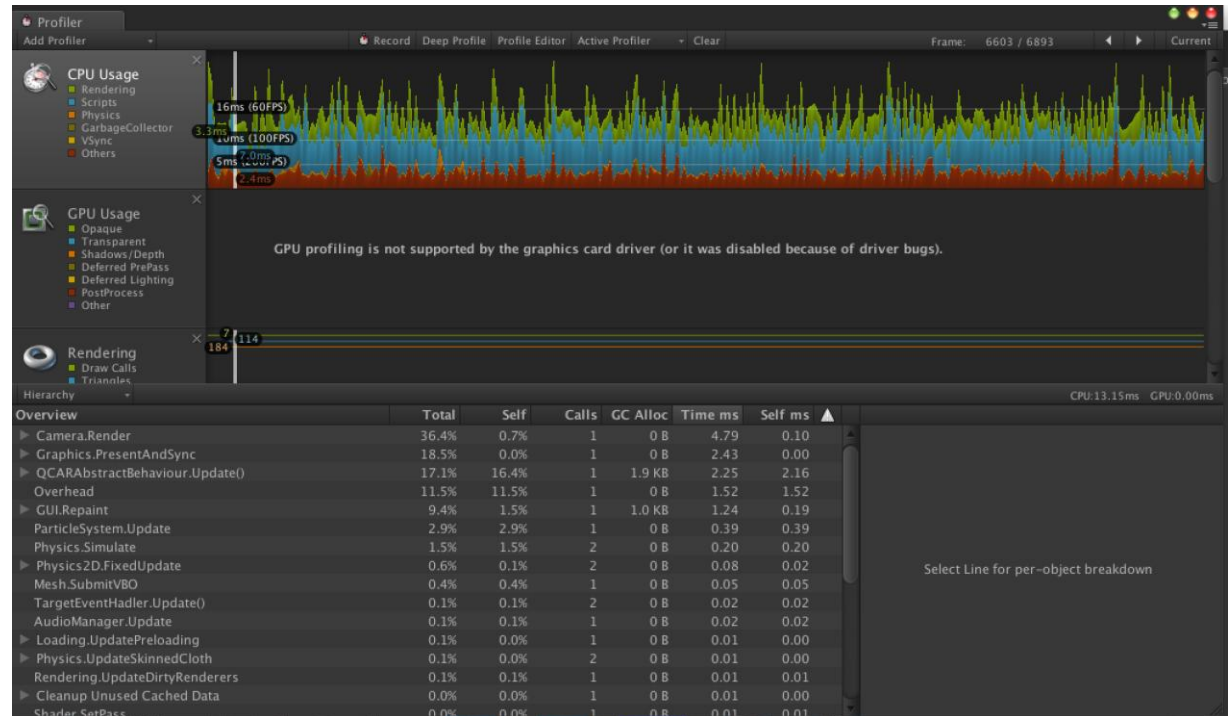 Profiler
Add Profiler Record Deep Profile Profile Editor Active Profiler Clear Frame: 6603 / 6893 Current
CPU Usage
Rendering
Scripts
Physics
GarbageCollector
VSync
Others
16ms (60FPS)
3.3ms
10ms (100FPS)
7.0ms
2.4ms
GPU Usage
Opaque
Transparent
Shadows/Depth
Deferred PrePass
Deferred Lighting
PostProcess
Other
GPU profiling is not supported by the graphics card driver (or it was disabled because of driver bugs).
Rendering
Draw Calls
Triangles
7
114
184
Hierarchy CPU:13.15ms GPU:0.00ms
Overview Total Self Calls GC Alloc Time ms Self ms
Camera.Render 36.4% 0.7% 1 0 B 4.79 0.10
Graphics.PresentAndSync 18.5% 0.0% 1 0 B 2.43 0.00
QCARAbstractBehaviour.Update() 17.1% 16.4% 1 1.9 KB 2.25 2.16
Overhead 11.5% 11.5% 1 0 B 1.52 1.52
GUI.Repaint 9.4% 1.5% 1 1.0 KB 1.24 0.19
ParticleSystem.Update 2.9% 2.9% 1 0 B 0.39 0.39
Physics.Simulate 1.5% 1.5% 2 0 B 0.20 0.20
Physics2D.FixedUpdate 0.6% 0.1% 2 0 B 0.08 0.02
Mesh.SubmitVBO 0.4% 0.4% 1 0 B 0.05 0.05
TargetEventHadler.Update() 0.1% 0.1% 2 0 B 0.02 0.02
AudioManager.Update 0.1% 0.1% 1 0 B 0.02 0.02
Loading.UpdatePreloading 0.1% 0.0% 1 0 B 0.01 0.00
Physics.UpdateSkinnedCloth 0.1% 0.0% 2 0 B 0.01 0.00
Rendering.UpdateDirtyRenderers 0.1% 0.1% 1 0 B 0.01 0.01
Cleanup Unused Cached Data 0.0% 0.0% 1 0 B 0.01 0.00
Shader.SetPass 0.0% 0.0% 1 0 B 0.01 0.01
Select Line for per-object breakdown